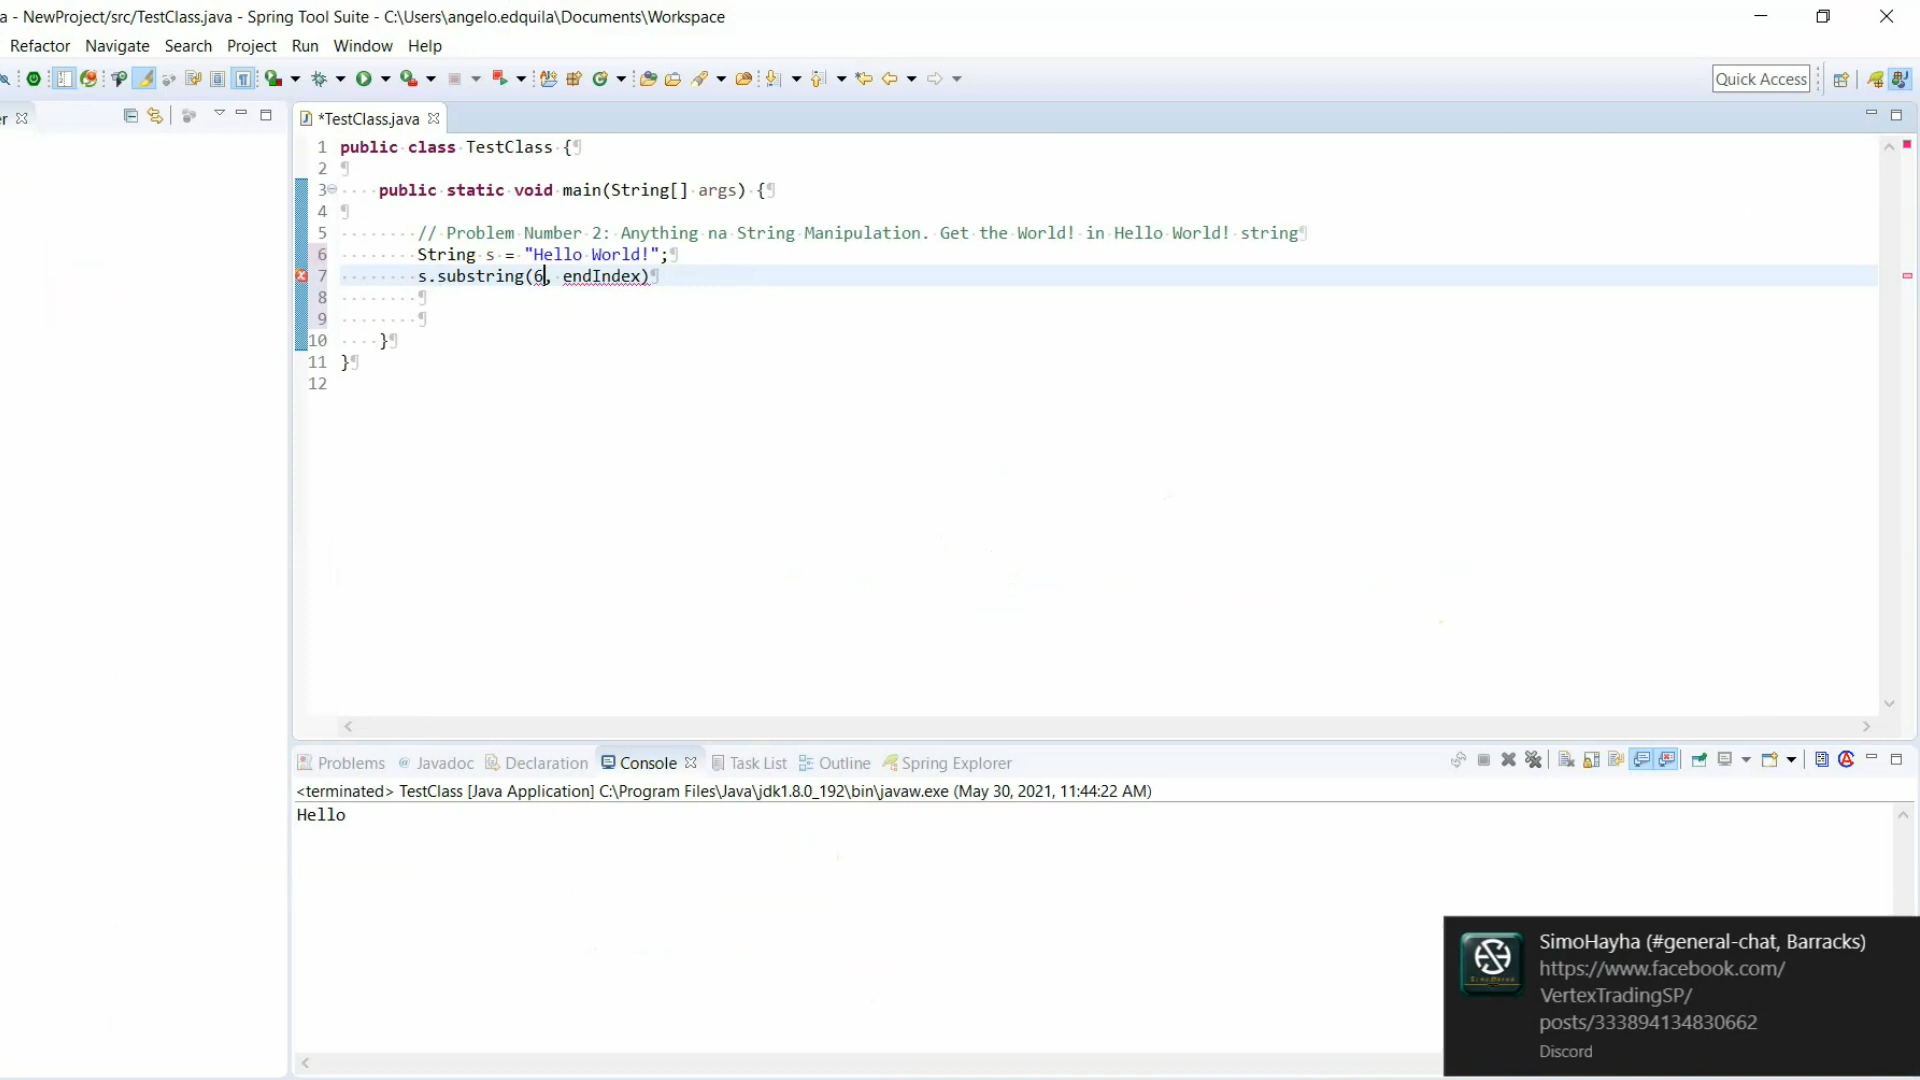 a - NewProject/src/TestClass.java - Spring Tool Suite - C:\Users\angelo.edquila\Documents\Workspace
Refactor Navigate Search Project Run Window Help
Quick Access
er
*TestClass.java
1 public class TestClass {
2
3 public static void main(String[] args) {
4
5 // Problem Number 2: Anything na String Manipulation. Get the World! in Hello World! string
6 String s = "Hello World!";
7 s.substring(6, endIndex)
8
9
10 }
11 }
12
Problems Javadoc Declaration Console Task List Outline Spring Explorer
<terminated> TestClass [Java Application] C:\Program Files\Java\jdk1.8.0_192\bin\javaw.exe (May 30, 2021, 11:44:22 AM)
Hello
SimoHayha (#general-chat, Barracks)
https://www.facebook.com/
VertexTradingSP/
posts/333894134830662
Discord